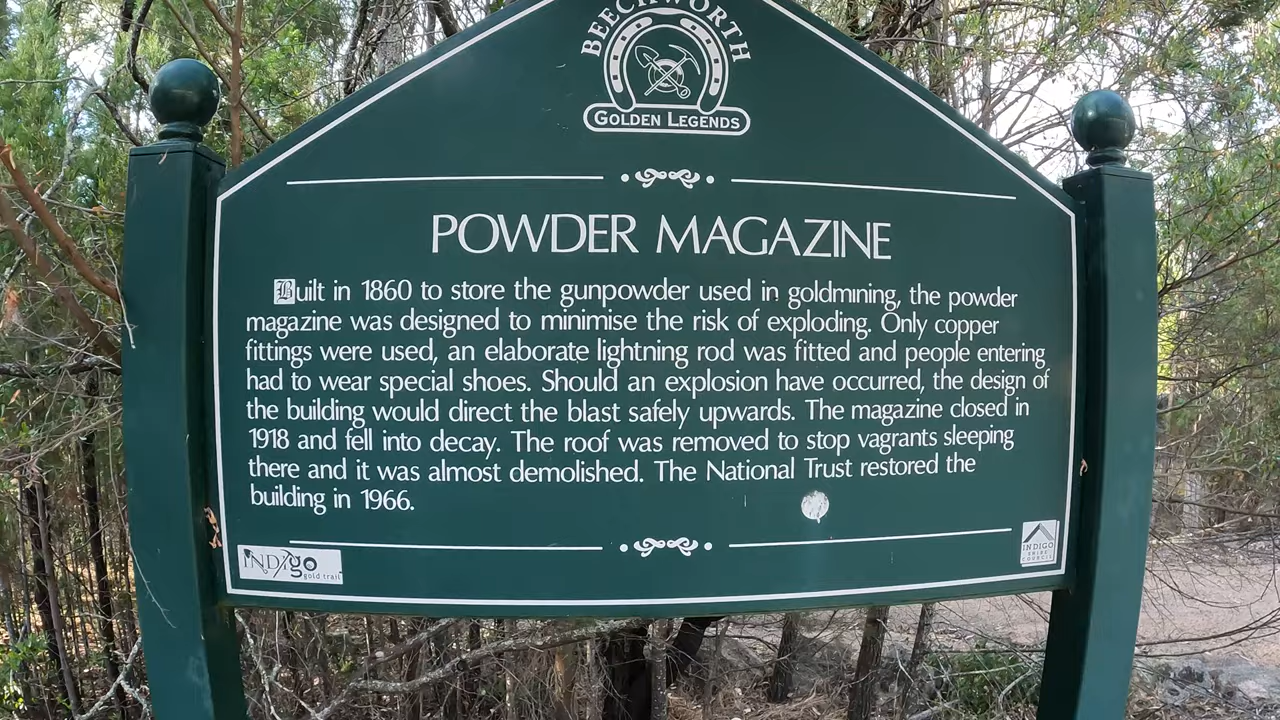 BEECHWORTH
GOLDEN LEGENDS
POWDER MAGAZINE
Built in 1860 to store the gunpowder used in goldmining, the powder
magazine was designed to minimise the risk of exploding. Only copper
fittings were used, an elaborate lightning rod was fitted and people entering
had to wear special shoes. Should an explosion have occurred, the design of
the building would direct the blast safely upwards. The magazine closed in
1918 and fell into decay. The roof was removed to stop vagrants sleeping
there and it was almost demolished. The National Trust restored the
building in 1966.
INDigo
gold trail
INDIGO
SHIRE
COUNCIL